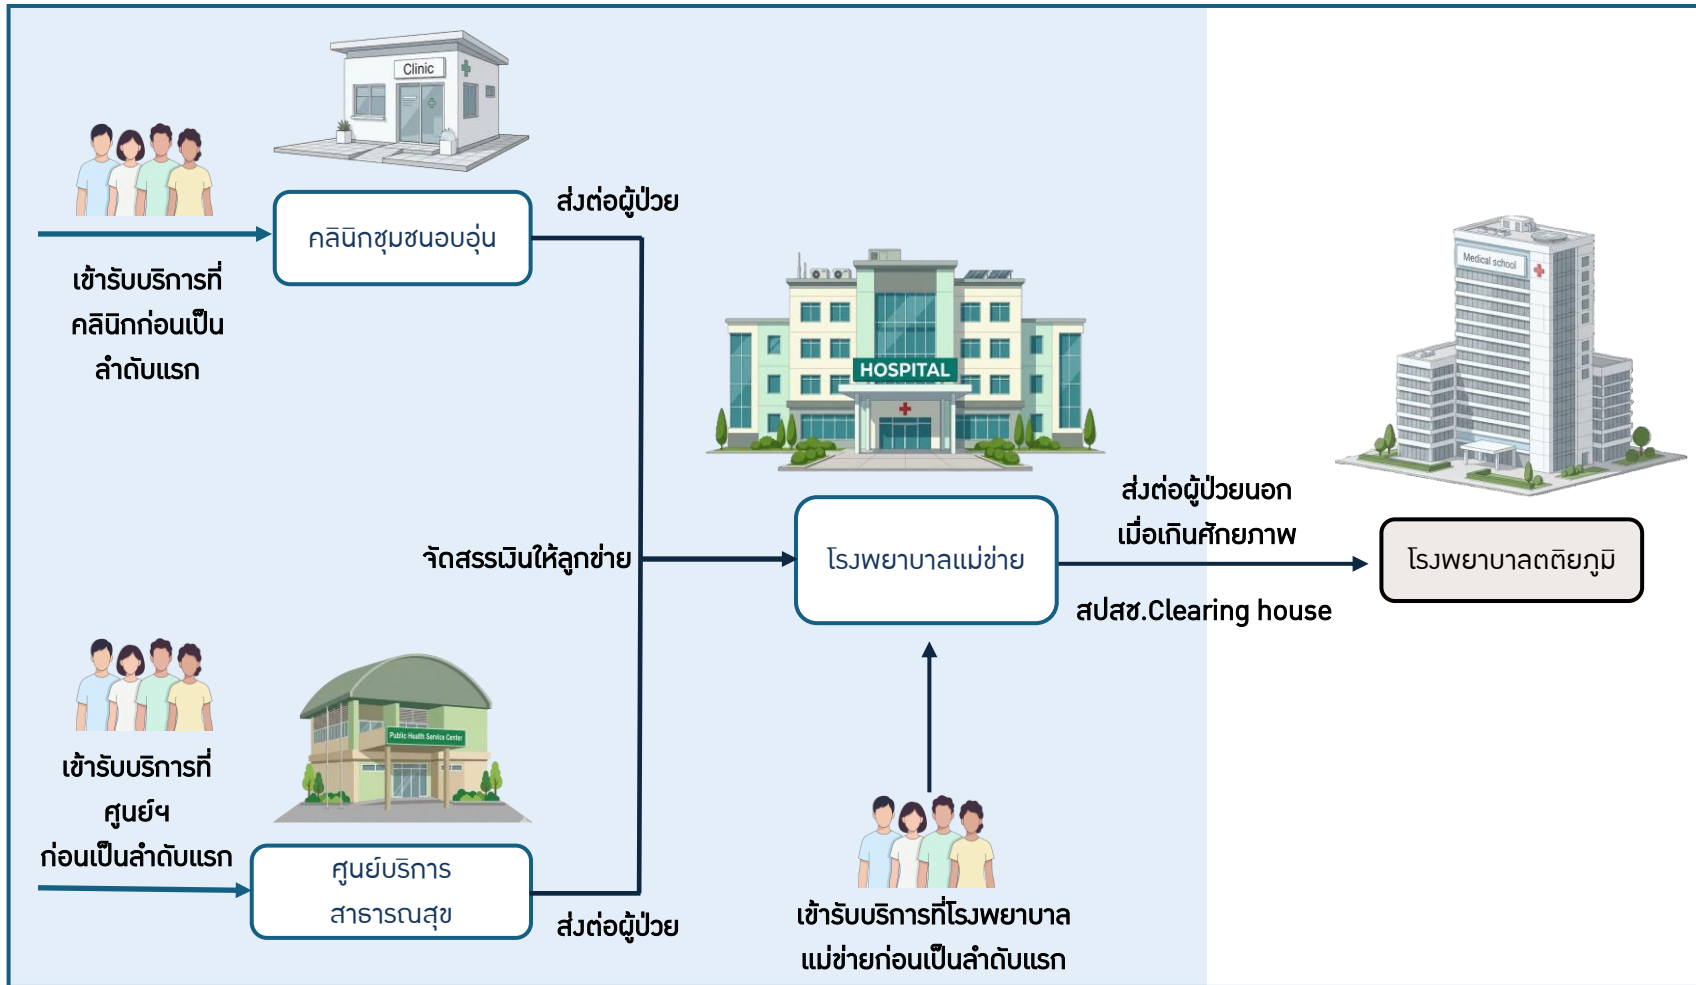 Clinic
คลินิกชุมชนอบอุ่น
ส่งต่อผู้ป่วย
เข้ารับบริการที่
คลินิกก่อนเป็น
ลำดับแรก
HOSPITAL
Medical school
จัดสรรเงินให้ลูกข่าย
โรงพยาบาลแม่ข่าย
ส่งต่อผู้ป่วยนอก
เมื่อเกินศักยภาพ
สปสช.Clearing house
โรงพยาบาลตติยภูมิ
เข้ารับบริการที่
ศูนย์ฯ
ก่อนเป็นลำดับแรก
Public Health Service Center
ศูนย์บริการ
สาธารณสุข
ส่งต่อผู้ป่วย
เข้ารับบริการที่โรงพยาบาล
แม่ข่ายก่อนเป็นลำดับแรก